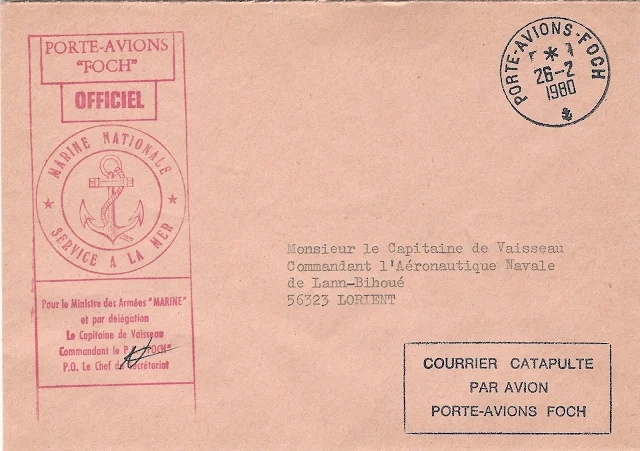 PORTE-AVIONS
"FOCH"
OFFICIEL
MARINE NATIONALE
SERVICE A LA MER
Pour le Ministre des Armées "MARINE"
et par délégation
Le Capitaine de Vaisseau
Commandant le P. FOCH"
P.O. Le Chef du Secrétariat
PORTE-AVIONS-FOCH
26-2
1980
Monsieur le Capitaine de Vaisseau
Commandant l'Aéronautique Navale
de Lann-Bihoué
56323 LORIENT
COURRIER CATAPULTE
PAR AVION
PORTE-AVIONS FOCH